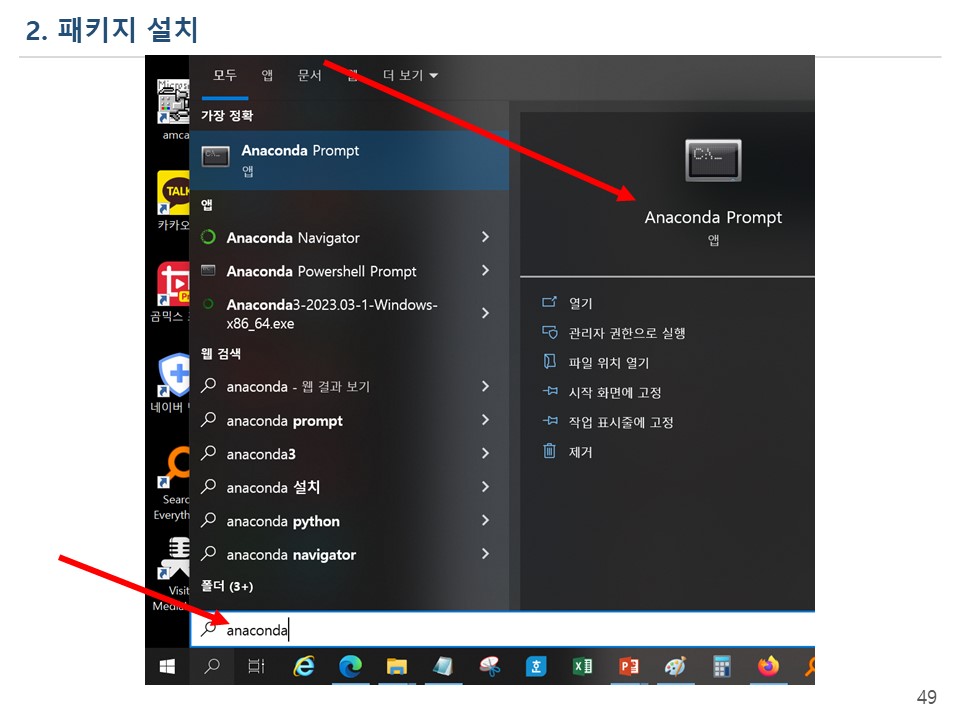 2. 패키지 설치
모두 앱 문서 웹 더 보기
가장 정확
Anaconda Prompt
앱
앱
Anaconda Navigator
Anaconda Powershell Prompt
Anaconda3-2023.03-1-Windows-
x86_64.exe
웹 검색
anaconda - 웹 결과 보기
anaconda prompt
anaconda3
anaconda 설치
anaconda python
anaconda navigator
폴더 (3+)
anaconda
Anaconda Prompt
앱
열기
관리자 권한으로 실행
파일 위치 열기
시작 화면에 고정
작업 표시줄에 고정
제거
amca
TALK
카카오
곰믹스
네이버
Searc
Everyth
Visit
49